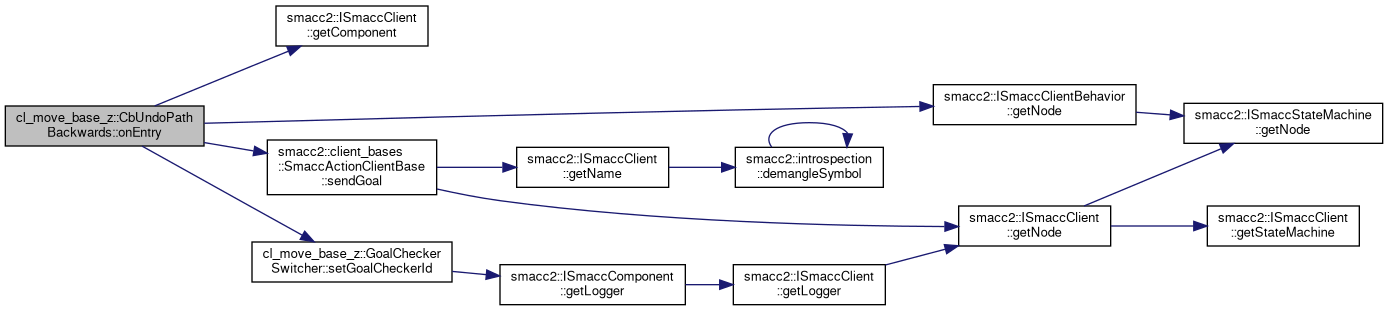 smacc2::ISmaccClient
::getComponent
cl_move_base_z::CbUndoPath
Backwards::onEntry
smacc2::ISmaccClientBehavior
::getNode
smacc2::ISmaccStateMachine
::getNode
smacc2::client_bases
::SmaccActionClientBase
::sendGoal
smacc2::ISmaccClient
::getName
smacc2::introspection
::demangleSymbol
smacc2::ISmaccClient
::getNode
smacc2::ISmaccClient
::getStateMachine
cl_move_base_z::GoalChecker
Switcher::setGoalCheckerId
smacc2::ISmaccComponent
::getLogger
smacc2::ISmaccClient
::getLogger